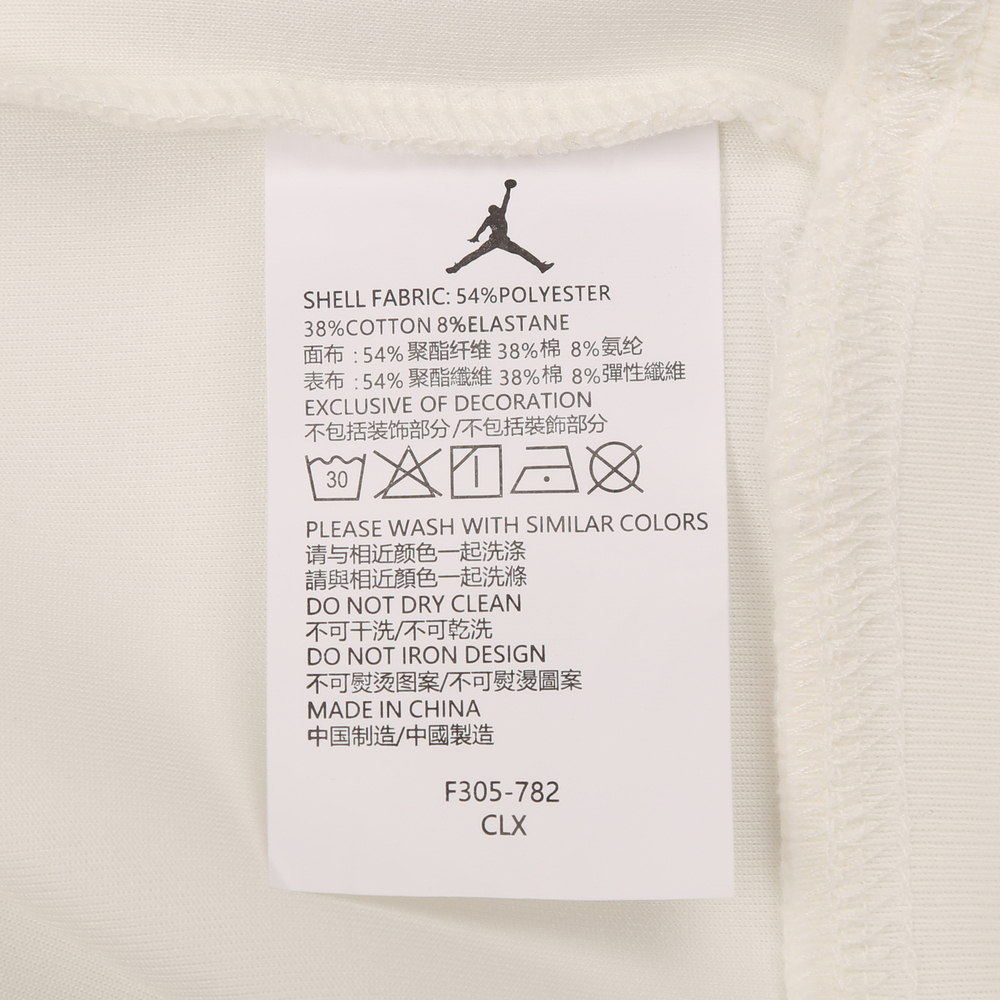 SHELL FABRIC: 54%POLYESTER
38%COTTON 8%ELASTANE
面布 : 54% 聚酯纤维 38%棉 8%氨纶
表布 : 54% 聚酯纖維 38%棉 8%彈性纖維
EXCLUSIVE OF DECORATION
不包括装饰部分/不包括裝飾部分
30
PLEASE WASH WITH SIMILAR COLORS
请与相近颜色一起洗涤
請與相近顏色一起洗滌
DO NOT DRY CLEAN
不可干洗/不可乾洗
DO NOT IRON DESIGN
不可熨烫图案/不可熨燙圖案
MADE IN CHINA
中国制造/中國製造
F305-782
CLX